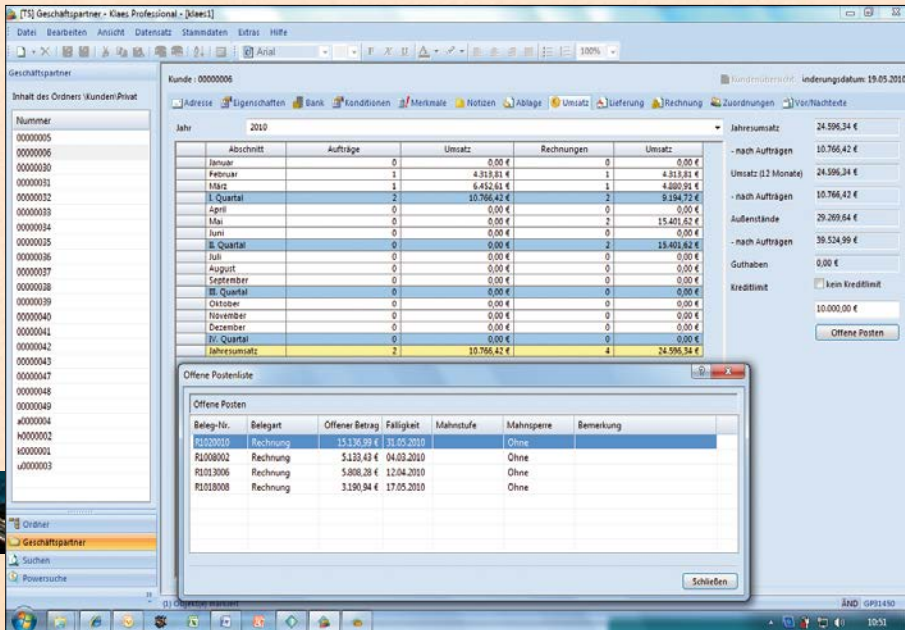 [TS] Geschäftspartner - Klaes Professional - [klaes1]
Datei Bearbeiten Ansicht Datensatz Stammdaten Extras Hilfe
Arial F K U 100%
Geschäftspartner
Inhalt des Ordners \Kunden\Privat
Nummer
00000005
00000006
00000030
00000031
00000032
00000033
00000034
00000035
00000036
00000037
00000038
00000039
00000040
00000041
00000042
00000043
00000047
00000048
00000049
a0000004
h0000002
k0000001
u0000003
Ordner
Geschäftspartner
Suchen
Powersuche
Kunde : 00000006
Kundenübersicht inderungsdatum: 19.05.2010
Adresse Eigenschaften Bank Konditionen Merkmale Notizen Ablage Umsatz Lieferung Rechnung Zuordnungen Vor/Nachtexte
Jahr 2010
Abschnitt Aufträge Umsatz Rechnungen Umsatz
Januar 0 0,00 € 0 0,00 €
Februar 1 4.313,81 € 1 4.313,81 €
März 1 6.452,61 € 1 4.880,91 €
I. Quartal 2 10.766,42 € 2 9.194,72 €
April 0 0,00 € 0 0,00 €
Mai 0 0,00 € 2 15.401,62 €
Juni 0 0,00 € 0 0,00 €
II. Quartal 0 0,00 € 2 15.401,62 €
Juli 0 0,00 € 0 0,00 €
August 0 0,00 € 0 0,00 €
September 0 0,00 € 0 0,00 €
III. Quartal 0 0,00 € 0 0,00 €
Oktober 0 0,00 € 0 0,00 €
November 0 0,00 € 0 0,00 €
Dezember 0 0,00 € 0 0,00 €
IV. Quartal 0 0,00 € 0 0,00 €
Jahresumsatz 2 10.766,42 € 4 24.596,34 €
Jahresumsatz 24.596,34 €
- nach Aufträgen 10.766,42 €
Umsatz (12 Monate) 24.596,34 €
- nach Aufträgen 10.766,42 €
Außenstände 29.269,64 €
- nach Aufträgen 39.524,99 €
Guthaben 0,00 €
Kreditlimit kein Kreditlimit
10.000,00 €
Offene Posten
Offene Postenliste
Offene Posten
Beleg-Nr. Belegart Offener Betrag Fälligkeit Mahnstufe Mahnsperre Bemerkung
R1020010 Rechnung 15.136,99 € 31.05.2010 Ohne
R1008002 Rechnung 5.133,43 € 04.03.2010 Ohne
R1013006 Rechnung 5.808,28 € 12.04.2010 Ohne
R1018008 Rechnung 3.190,94 € 17.05.2010 Ohne
Schließen
(1) Objekt(e) markiert
ÄND GP31450
10:51